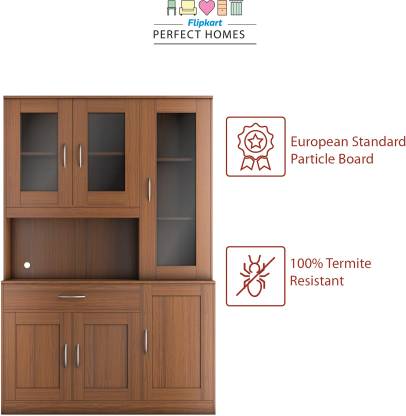 Flipkart
PERFECT HOMES
European Standard
Particle Board
100% Termite
Resistant